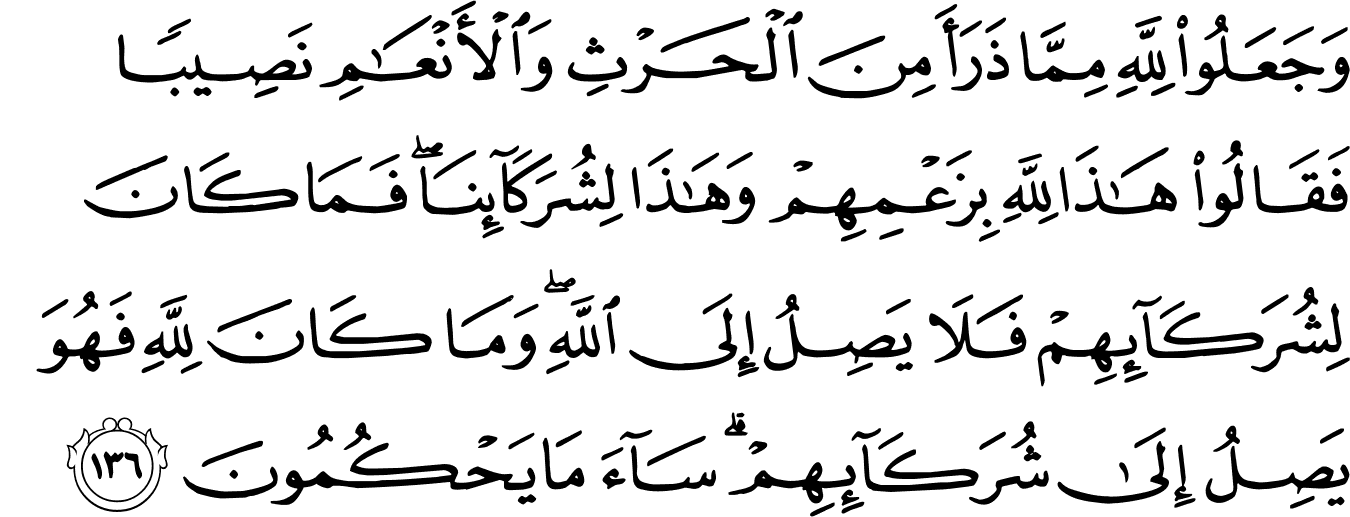 وَجَعَلُوا۟ لِلَّهِ مِمَّا ذَرَأَ مِنَ ٱلْحَرْثِ وَٱلْأَنْعَـٰمِ نَصِيبًا
فَقَالُوا۟ هَـٰذَا لِلَّهِ بِزَعْمِهِمْ وَهَـٰذَا لِشُرَكَآئِنَا ۖ فَمَا كَانَ
لِشُرَكَآئِهِمْ فَلَا يَصِلُ إِلَى ٱللَّهِ ۖ وَمَا كَانَ لِلَّهِ فَهُوَ
يَصِلُ إِلَىٰ شُرَكَآئِهِمْ ۗ سَآءَ مَا يَحْكُمُونَ ١٣٦